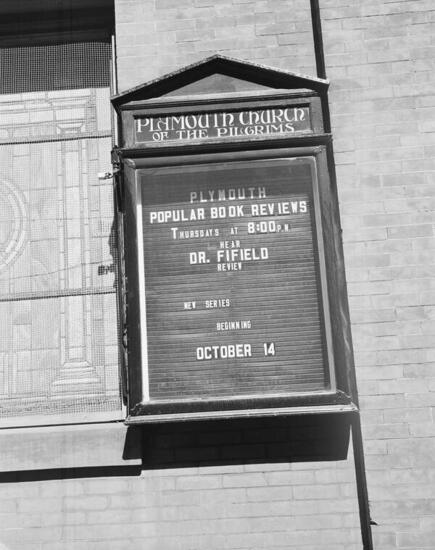 PLYMOUTH CHURCH
OF THE PILGRIMS
PLYMOUTH
POPULAR BOOK REVIEWS
THURSDAYS AT 8:00 P.M.
HEAR
DR. FIFIELD
REVIEW
NEW SERIES
BEGINNING
OCTOBER 14